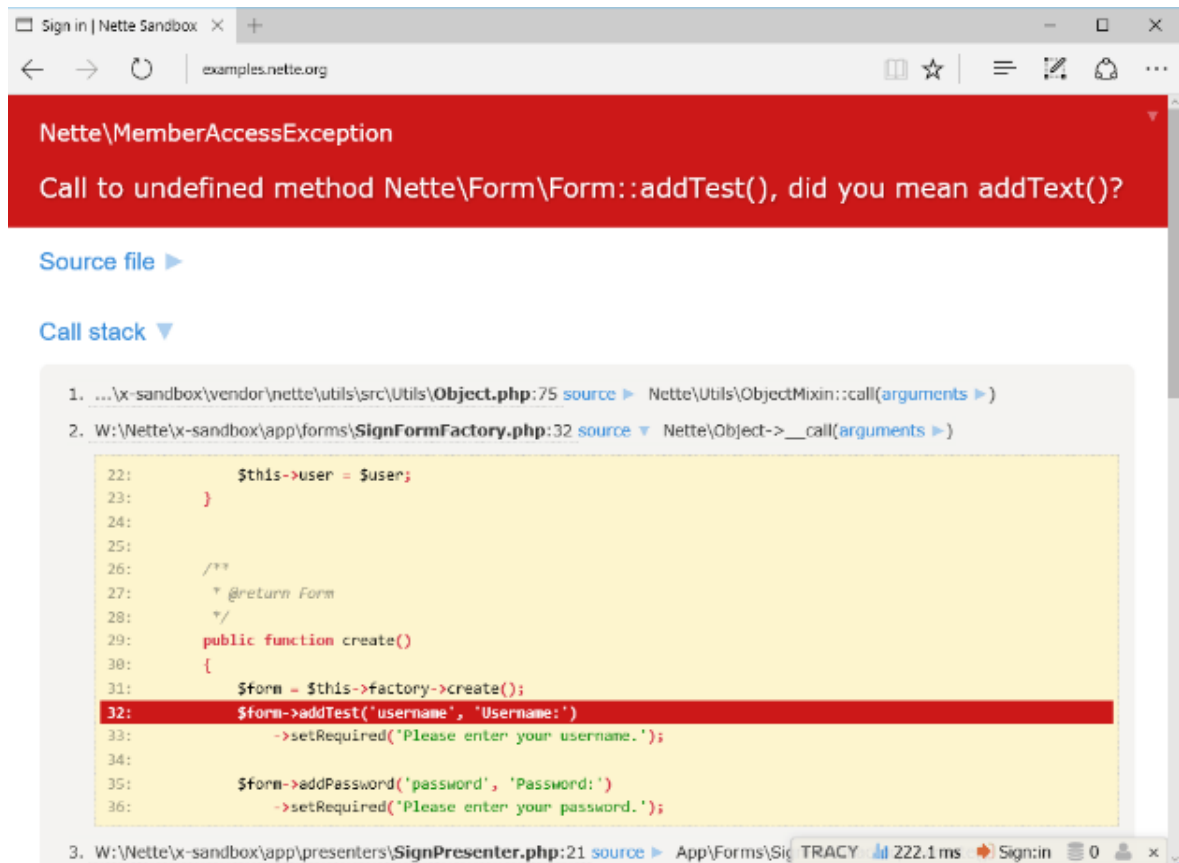 Sign in | Nette Sandbox
examples.nette.org
Nette\MemberAccessException
Call to undefined method Nette\Form\Form::addTest(), did you mean addText()?
Source file ►
Call stack ▼
1. ...\x-sandbox\vendor\nette\utils\src\Utils\Object.php:75 source ► Nette\Utils\ObjectMixin::call(arguments ►)
2. W:\Nette\x-sandbox\app\forms\SignFormFactory.php:32 source ▼ Nette\Object->__call(arguments ►)
22: $this->user = $user;
23: }
24:
25:
26: /**
27: * @return Form
28: */
29: public function create()
30: {
31: $form = $this->factory->create();
32: $form->addTest('username', 'Username:')
33: ->setRequired('Please enter your username.');
34:
35: $form->addPassword('password', 'Password:')
36: ->setRequired('Please enter your password.');
3. W:\Nette\x-sandbox\app\presenters\SignPresenter.php:21 source ► App\Forms\Sig
TRACY 222.1 ms Sign:in 0 x